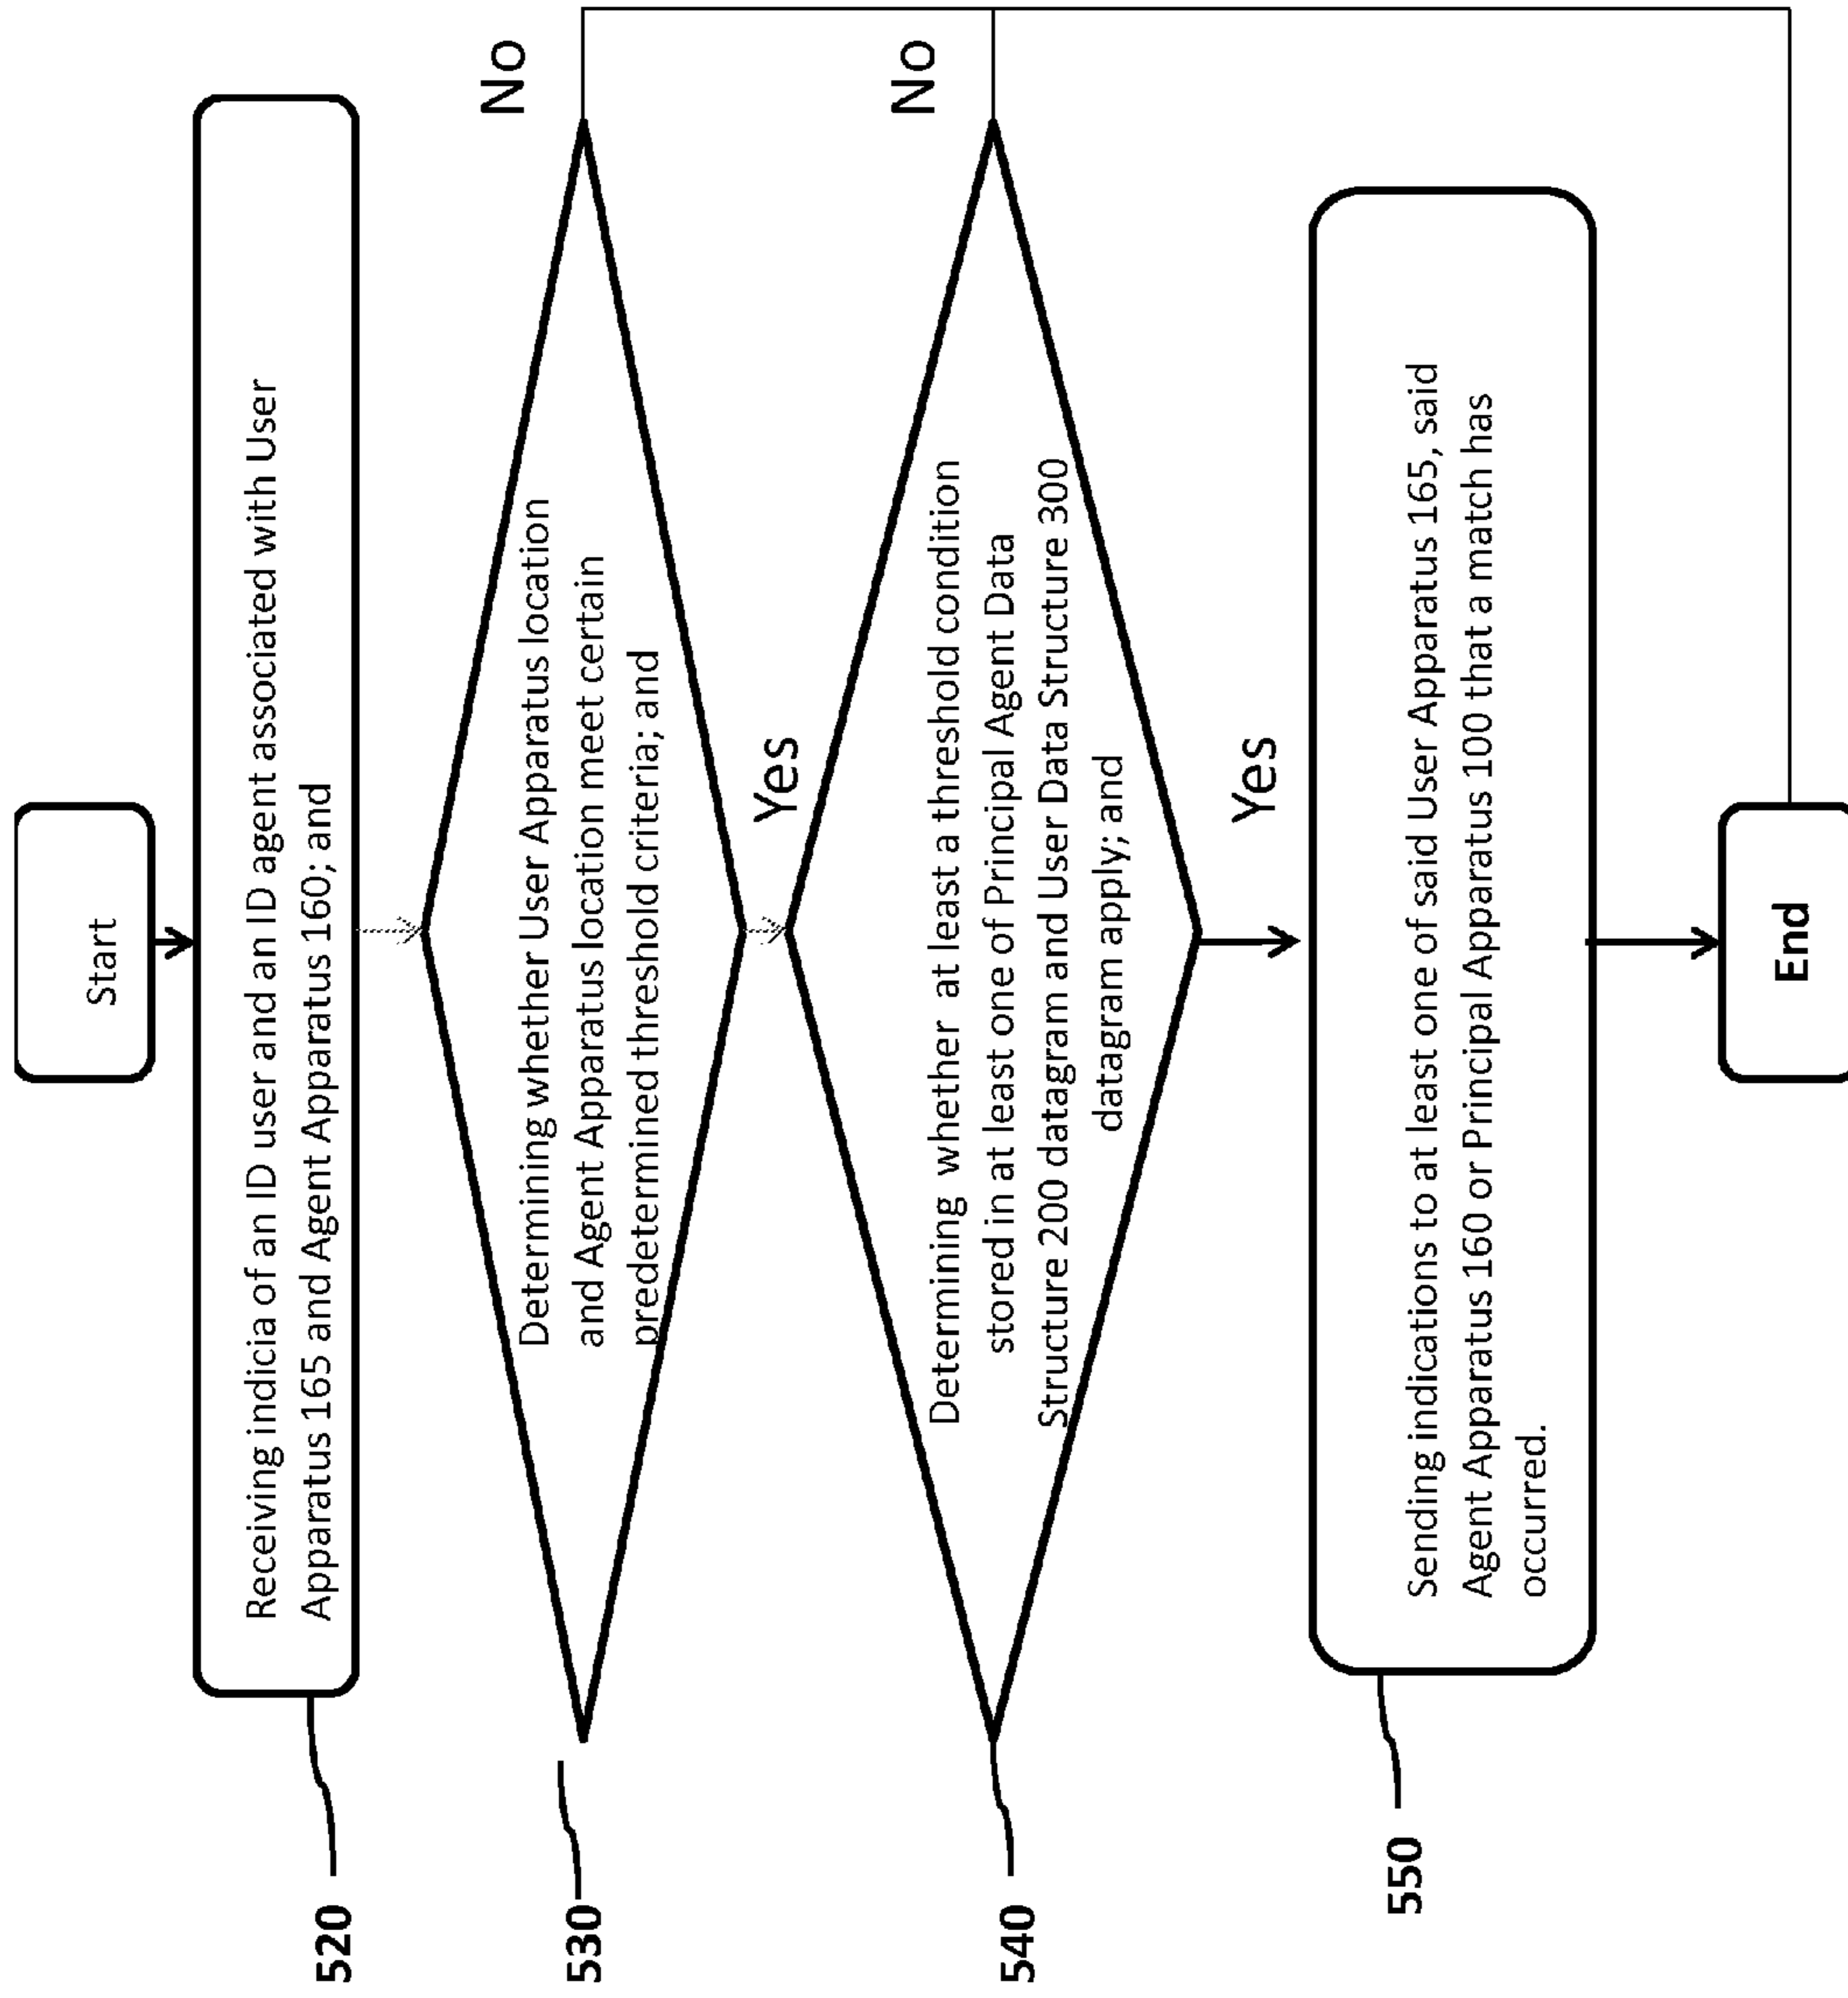 Start
520
Receiving indicia of an ID user and an ID agent associated with User
Apparatus 165 and Agent Apparatus 160; and
530
Determining whether User Apparatus location
and Agent Apparatus location meet certain
predetermined threshold criteria; and
No
Yes
540
Determining whether at least a threshold condition
stored in at least one of Principal Agent Data
Structure 200 datagram and User Data Structure 300
datagram apply; and
No
Yes
550
Sending indications to at least one of said User Apparatus 165, said
Agent Apparatus 160 or Principal Apparatus 100 that a match has
occurred.
End